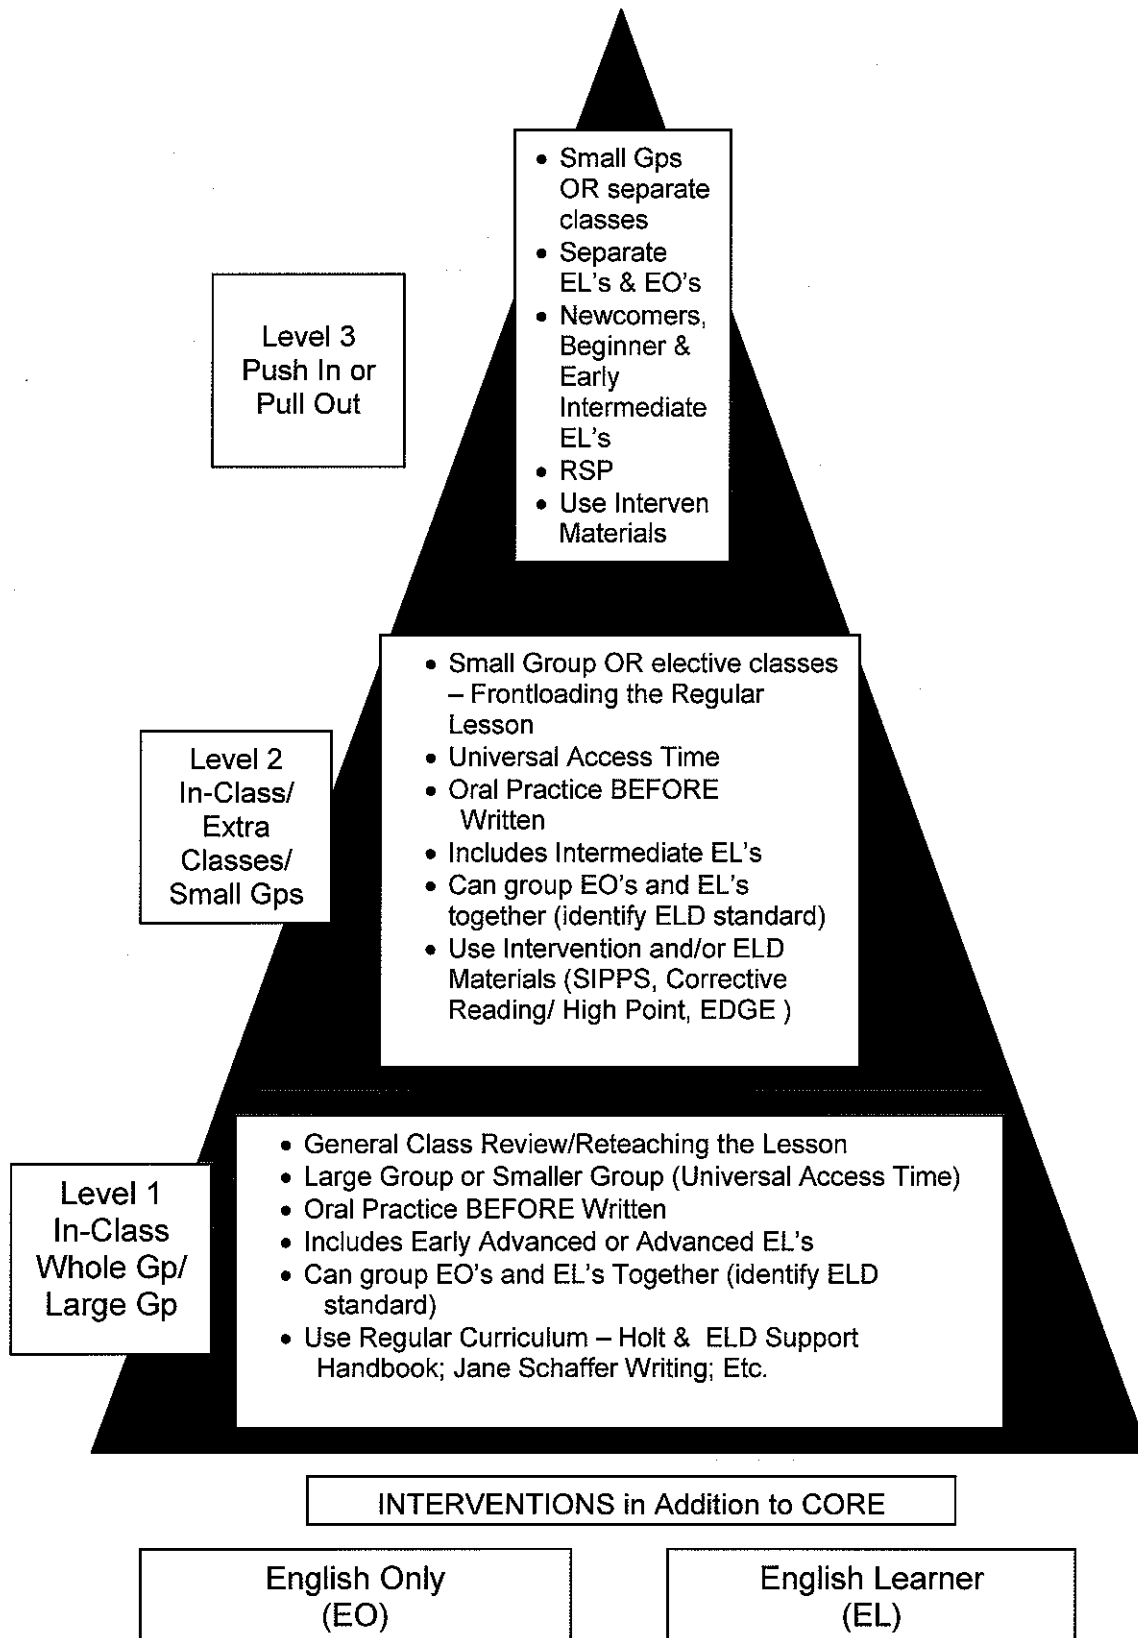 • Small Gps
OR separate
classes
• Separate
EL's & EO's
• Newcomers,
Beginner &
Early
Intermediate
EL's
• RSP
• Use Interven
Materials
Level 3
Push In or
Pull Out
• Small Group OR elective classes
– Frontloading the Regular
Lesson
• Universal Access Time
• Oral Practice BEFORE
Written
• Includes Intermediate EL's
• Can group EO's and EL's
together (identify ELD standard)
• Use Intervention and/or ELD
Materials (SIPPS, Corrective
Reading/ High Point, EDGE )
Level 2
In-Class/
Extra
Classes/
Small Gps
• General Class Review/Reteaching the Lesson
• Large Group or Smaller Group (Universal Access Time)
• Oral Practice BEFORE Written
• Includes Early Advanced or Advanced EL's
• Can group EO's and EL's Together (identify ELD
standard)
• Use Regular Curriculum – Holt & ELD Support
Handbook; Jane Schaffer Writing; Etc.
Level 1
In-Class
Whole Gp/
Large Gp
INTERVENTIONS in Addition to CORE
English Only
(EO)
English Learner
(EL)